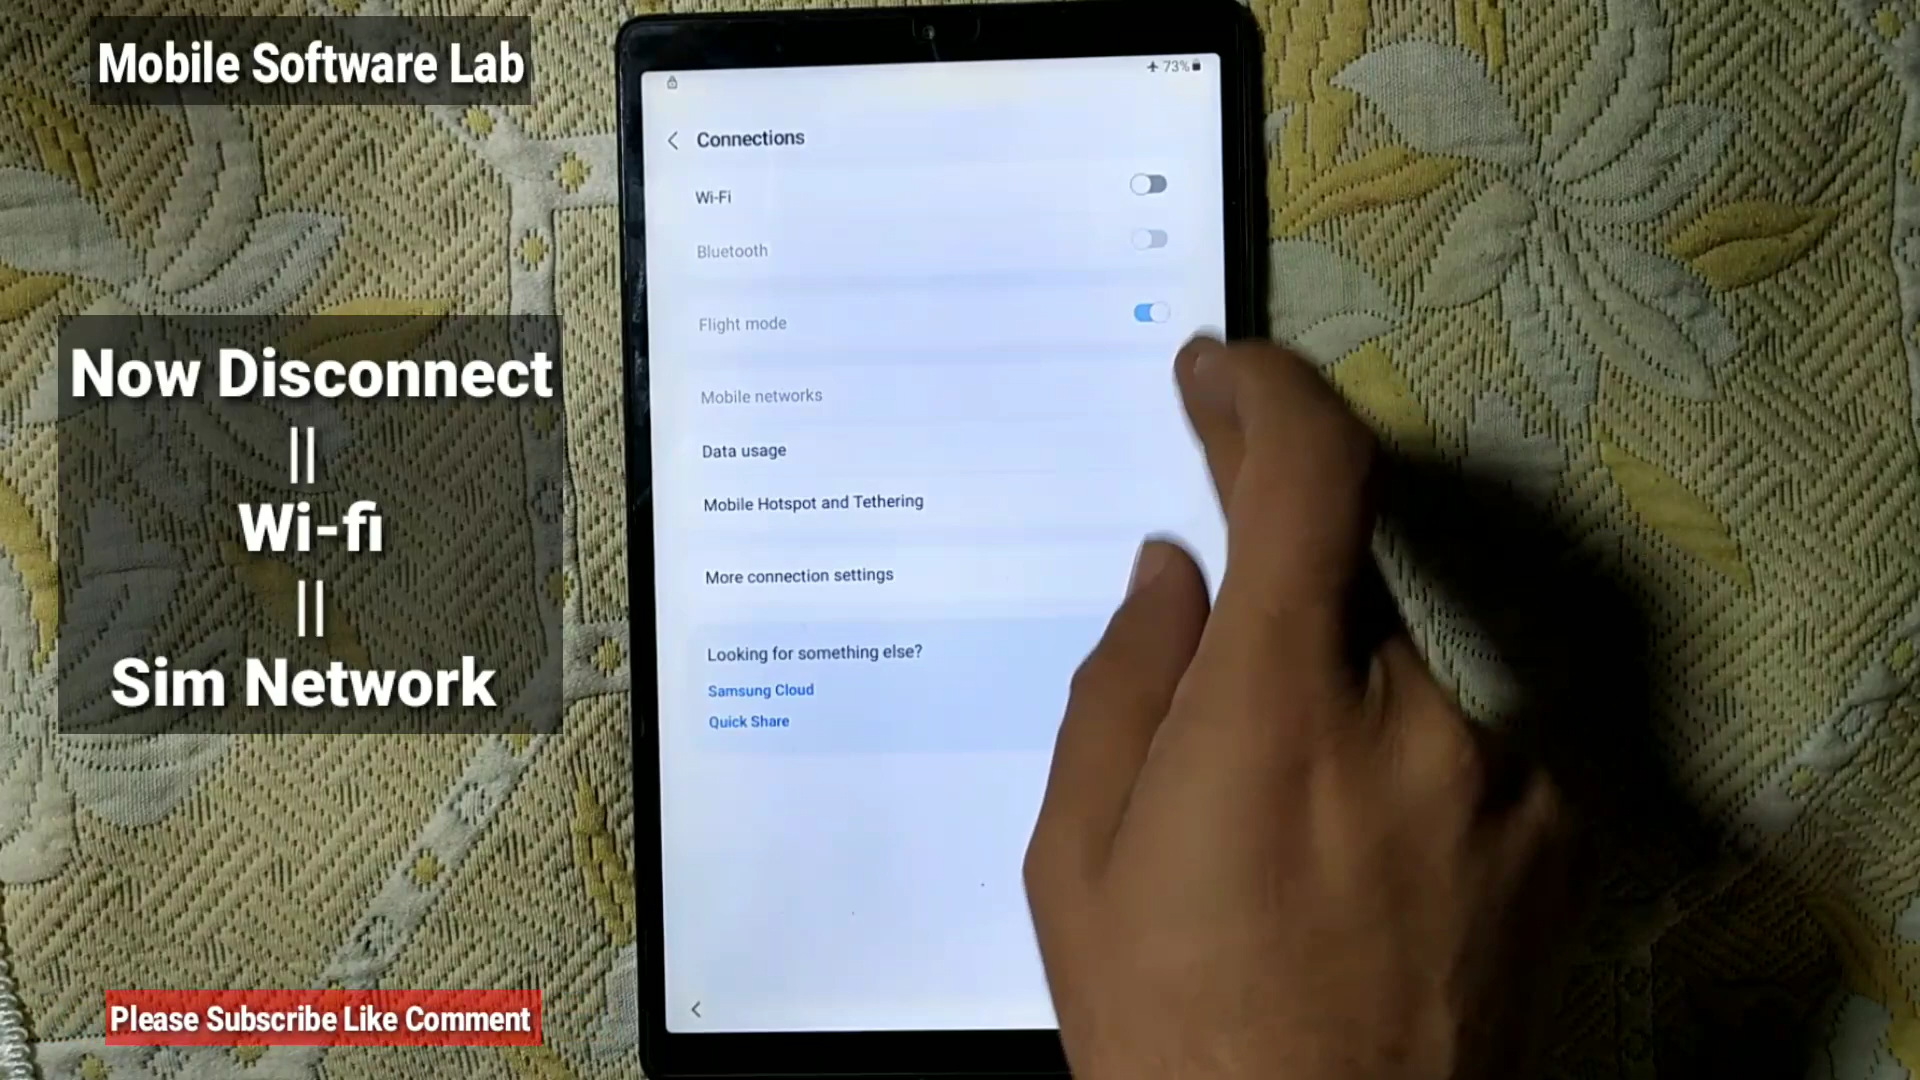 Mobile Software Lab
Now Disconnect
||
Wi-fi
||
Sim Network
Please Subscribe Like Comment
73%
Connections
Wi-Fi
Bluetooth
Flight mode
Mobile networks
Data usage
Mobile Hotspot and Tethering
More connection settings
Looking for something else?
Samsung Cloud
Quick Share